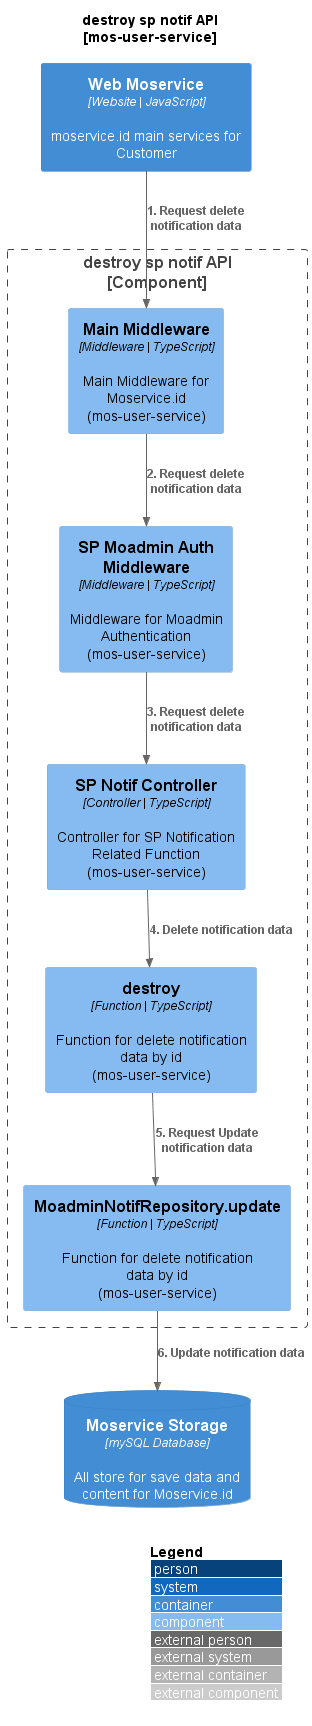 destroy sp notif API
[mos-user-service]
Web Moservice
[Website | JavaScript]
moservice.id main services for
Customer
1. Request delete
notification data
destroy sp notif API
[Component]
Main Middleware
[Middleware | TypeScript]
Main Middleware for
Moservice.id
(mos-user-service)
2. Request delete
notification data
SP Moadmin Auth
Middleware
[Middleware | TypeScript]
Middleware for Moadmin
Authentication
(mos-user-service)
3. Request delete
notification data
SP Notif Controller
[Controller | TypeScript]
Controller for SP Notification
Related Function
(mos-user-service)
4. Delete notification data
destroy
[Function | TypeScript]
Function for delete notification
data by id
(mos-user-service)
5. Request Update
notification data
MoadminNotifRepository.update
[Function | TypeScript]
Function for delete notification
data by id
(mos-user-service)
6. Update notification data
Moservice Storage
[mySQL Database]
All store for save data and
content for Moservice.id
Legend
person
system
container
component
external person
external system
external container
external component